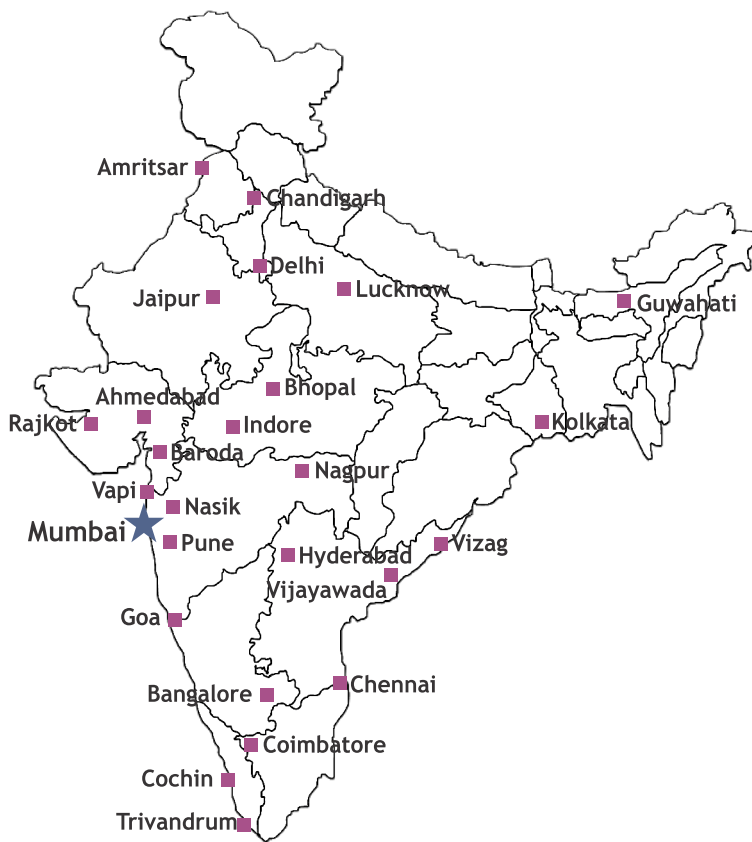 Amritsar
Chandigarh
Delhi
Lucknow
Jaipur
Guwahati
Bhopal
Ahmedabad
Rajkot
Indore
Kolkata
Baroda
Nagpur
Vapi
Nasik
Mumbai
Pune
Vizag
Hyderabad
Vijayawada
Goa
Chennai
Bangalore
Coimbatore
Cochin
Trivandrum